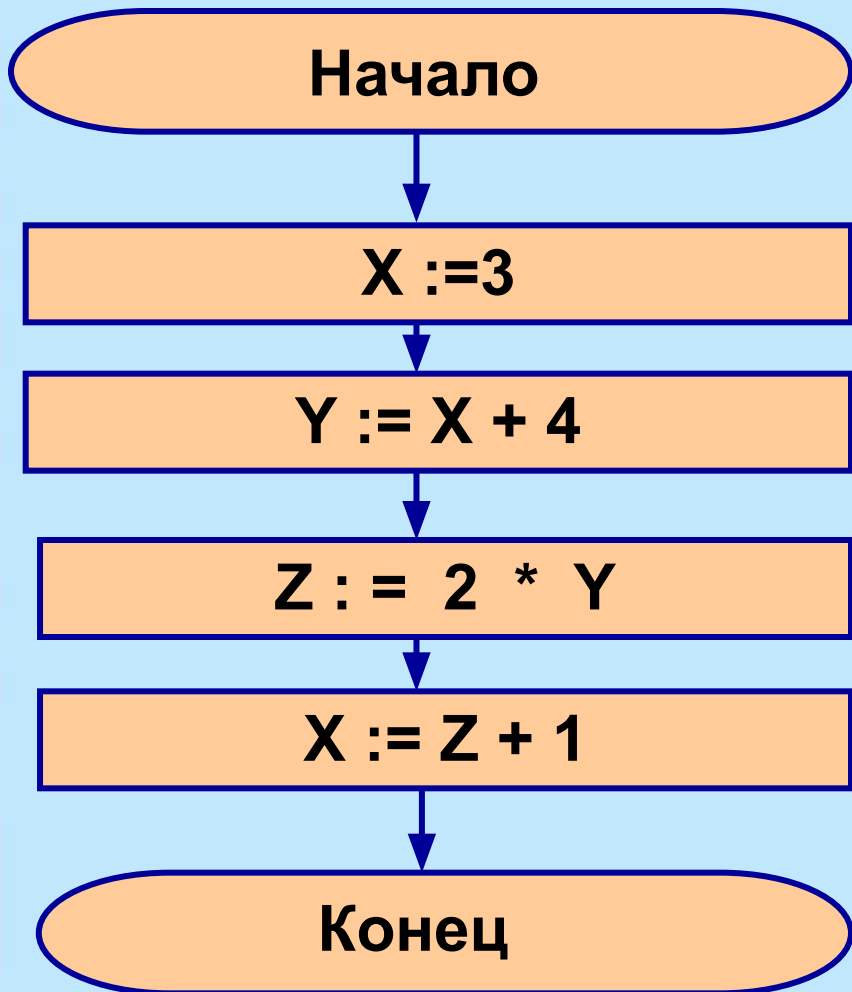 Начало
X :=3
Y := X + 4
Z : = 2 * Y
X := Z + 1
Конец